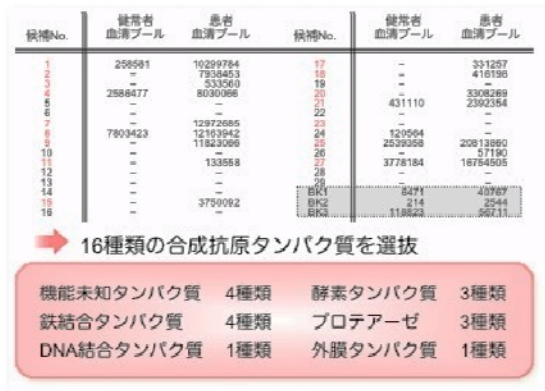 健常者 患者 健常者 患者
候補No. 血清プール 血清プール 候補No. 血清プール 血清プール
1 258581 10299784 17 – 331257
2 – 7938453 18 – 416196
3 – 533560 19 – –
4 2588477 8030066 20 – 3308289
5 – – 21 431110 2392354
6 – – 22 – –
7 – 12972685 23 – –
8 7803423 12163942 24 120564 –
9 – 11823066 25 2539358 20813860
10 – – 26 – 57190
11 – 133558 27 3778184 16754505
12 – – 28 – –
13 – – 29 – –
14 – – BK1 6471 40767
15 – 3750092 BK2 214 2544
16 – – BK3 118823 56711
16種類の合成抗原タンパク質を選抜
機能未知タンパク質 4種類 酵素タンパク質 3種類
鉄結合タンパク質 4種類 プロテアーゼ 3種類
DNA結合タンパク質 1種類 外膜タンパク質 1種類